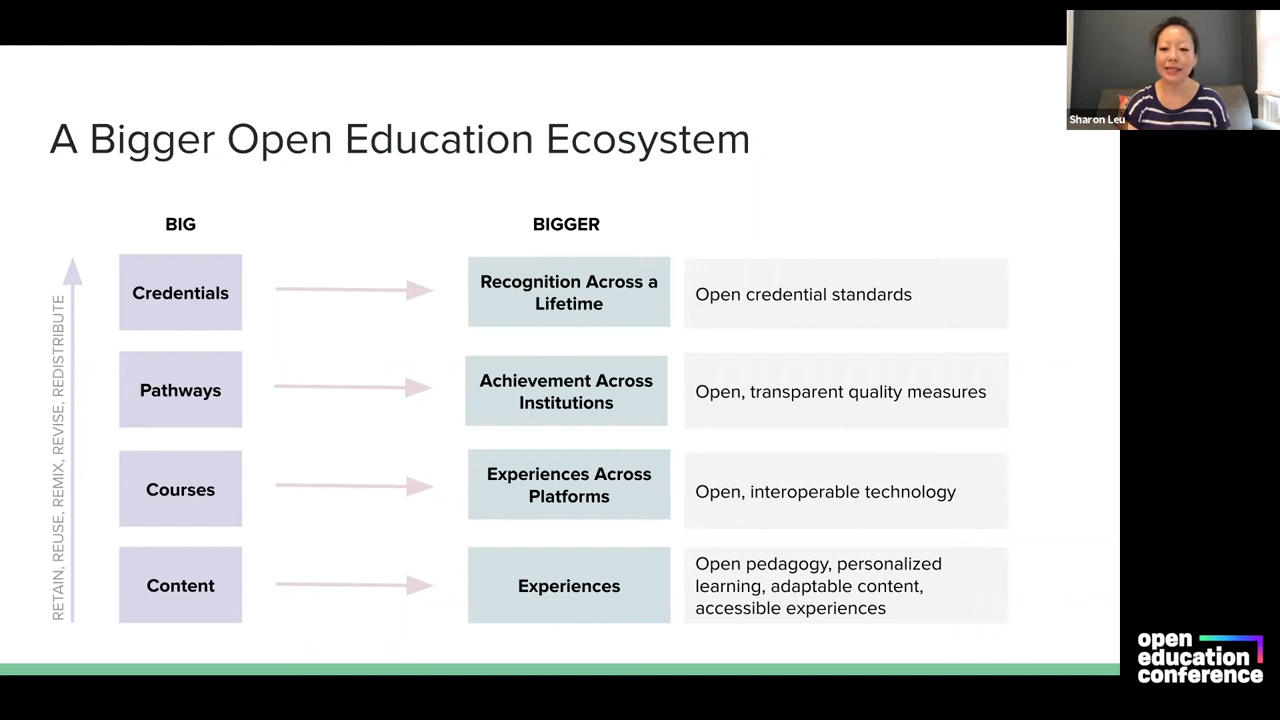 Sharon Leu
A Bigger Open Education Ecosystem
BIG
BIGGER
RETAIN, REUSE, REMIX, REVISE, REDISTRIBUTE
Credentials
Recognition Across a
Lifetime
Open credential standards
Pathways
Achievement Across
Institutions
Open, transparent quality measures
Courses
Experiences Across
Platforms
Open, interoperable technology
Content
Experiences
Open pedagogy, personalized
learning, adaptable content,
accessible experiences
open
education
conference